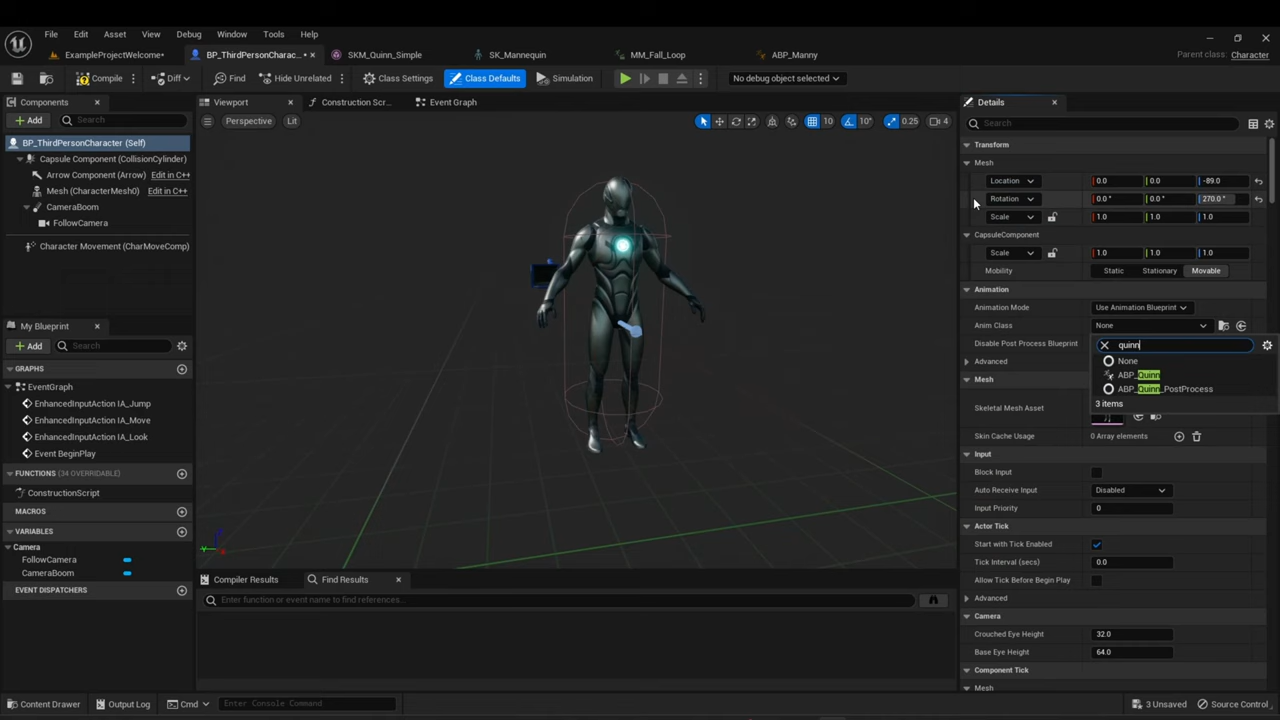 File Edit Asset View Debug Window Tools Help
ExampleProjectWelcome• BP_ThirdPersonCharac...• SKM_Quinn_Simple SK_Mannequin MM_Fall_Loop ABP_Manny Parent class: Character
Compile Diff Find Hide Unrelated Class Settings Class Defaults Simulation No debug object selected
Components Viewport Construction Scr... Event Graph Details
Add Search Perspective Lit 10 10° 0.25 4 Search
BP_ThirdPersonCharacter (Self) Transform
Capsule Component (CollisionCylinder) Mesh
Arrow Component (Arrow) Edit in C++ Location 0.0 0.0 -89.0
Mesh (CharacterMesh0) Edit in C++ Rotation 0.0 ° 0.0 ° 270.0 °
CameraBoom Scale 1.0 1.0 1.0
FollowCamera CapsuleComponent
Character Movement (CharMoveComp) Scale 1.0 1.0 1.0
Mobility Static Stationary Movable
Animation
Animation Mode Use Animation Blueprint
My Blueprint Anim Class None
Add Search Disable Post Process Blueprint quinn
GRAPHS Advanced None
EventGraph Mesh ABP_Quinn
EnhancedInputAction IA_Jump ABP_Quinn_PostProcess
EnhancedInputAction IA_Move Skeletal Mesh Asset 3 items
EnhancedInputAction IA_Look Skin Cache Usage 0 Array elements
Event BeginPlay Input
FUNCTIONS (34 OVERRIDABLE) Block Input
ConstructionScript Auto Receive Input Disabled
MACROS Input Priority 0
VARIABLES Actor Tick
Camera Start with Tick Enabled
FollowCamera Tick Interval (secs) 0.0
CameraBoom Compiler Results Find Results Allow Tick Before Begin Play
EVENT DISPATCHERS Enter function or event name to find references... Advanced
Camera
Crouched Eye Height 32.0
Base Eye Height 64.0
Component Tick
Mesh
Content Drawer Output Log Cmd Enter Console Command 3 Unsaved Source Control